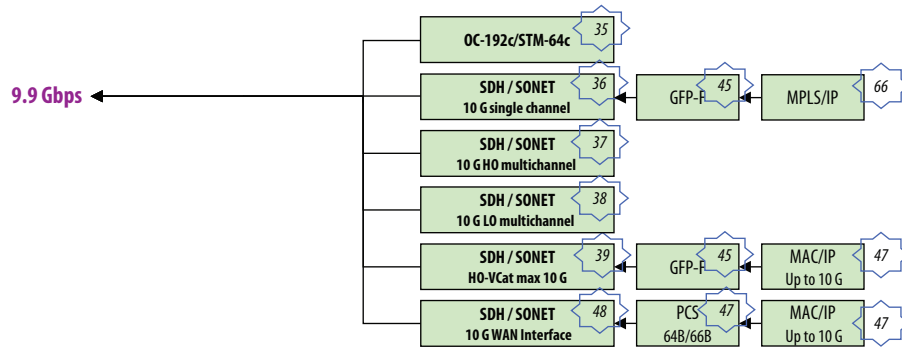 OC-192c/STM-64c
35
9.9 Gbps
SDH / SONET
10 G single channel
36
GFP-F
45
MPLS/IP
66
SDH / SONET
10 G HO multichannel
37
SDH / SONET
10 G LO multichannel
38
SDH / SONET
HO-VCat max 10 G
39
GFP-F
45
MAC/IP
Up to 10 G
47
SDH / SONET
10 G WAN Interface
48
PCS
64B/66B
47
MAC/IP
Up to 10 G
47